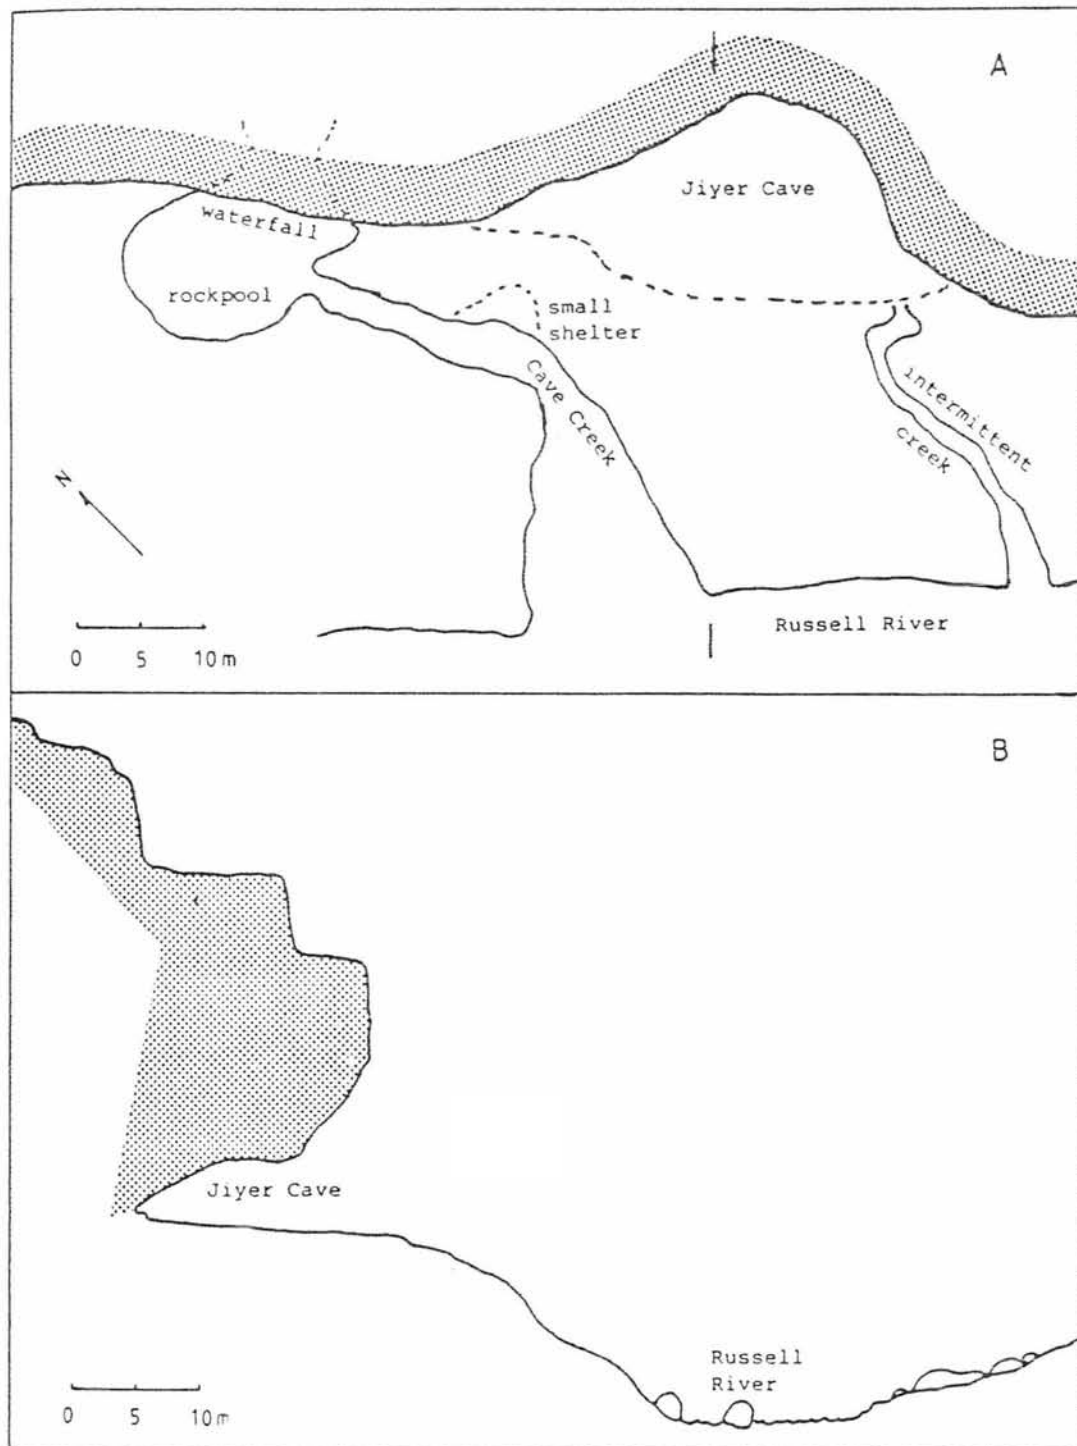 A
Jiyer Cave
waterfall
rockpool
small
shelter
Cave Creek
intermittent
creek
N
Russell River
0 5 10m
B
Jiyer Cave
Russell
River
0 5 10m